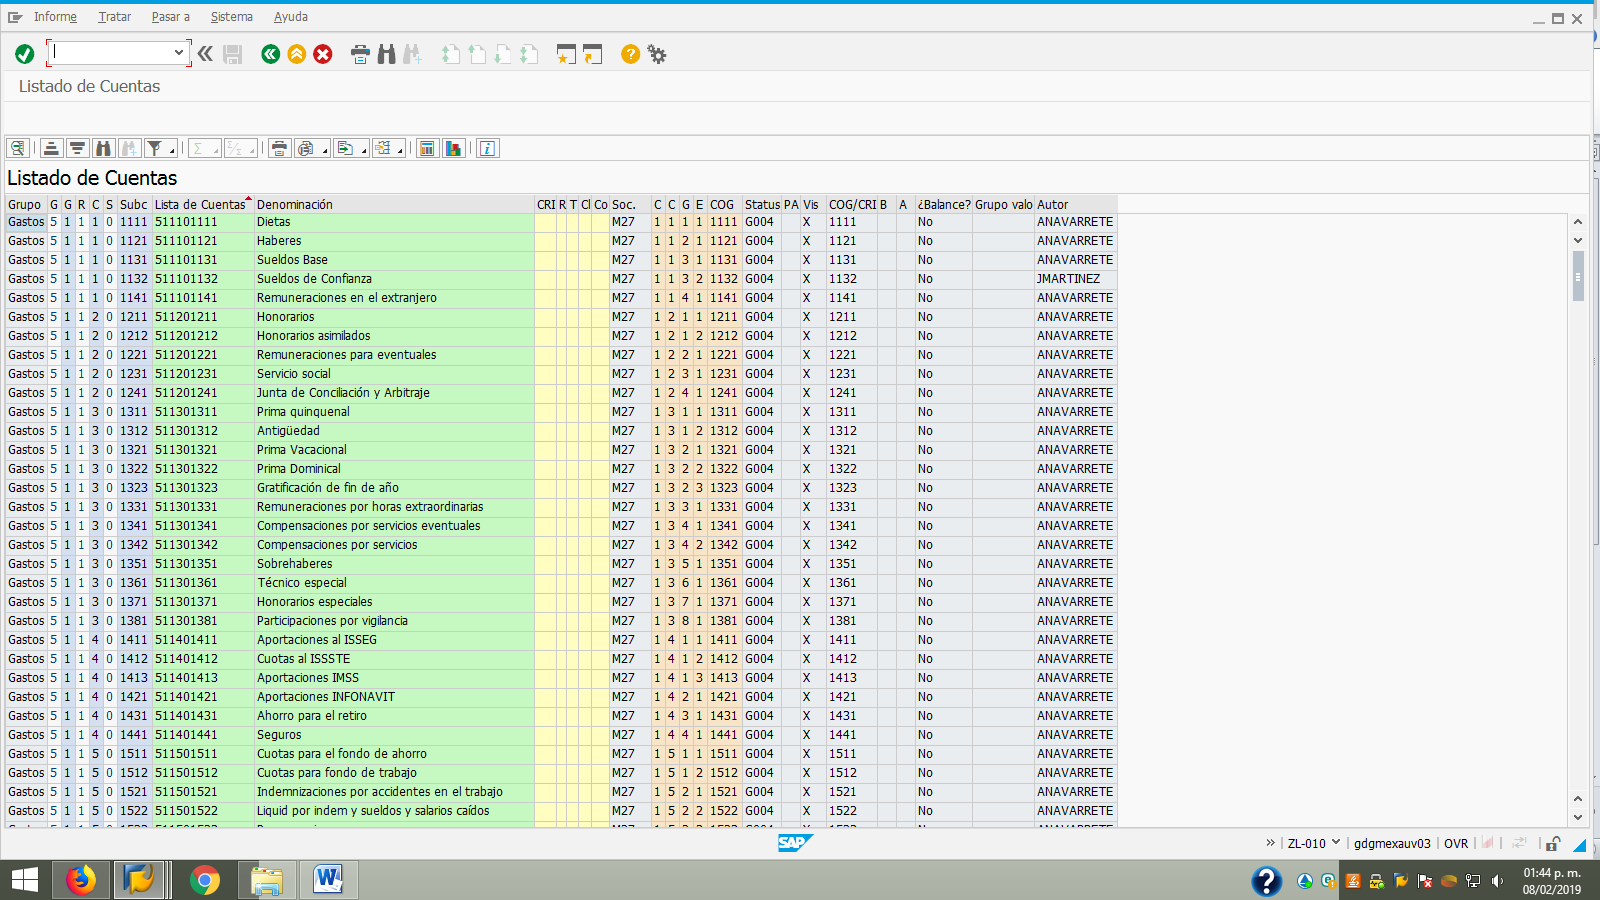 Informe Tratar Pasar a Sistema Ayuda
Listado de Cuentas
Listado de Cuentas
Grupo G G R C S Subc Lista de Cuentas Denominación CRI R T Cl Co Soc. C C G E COG Status PA Vis COG/CRI B A ¿Balance? Grupo valo Autor
Gastos 5 1 1 1 0 1111 511101111 Dietas M27 1 1 1 1 1111 G004 X 1111 No ANAVARRETE
Gastos 5 1 1 1 0 1121 511101121 Haberes M27 1 1 2 1 1121 G004 X 1121 No ANAVARRETE
Gastos 5 1 1 1 0 1131 511101131 Sueldos Base M27 1 1 3 1 1131 G004 X 1131 No ANAVARRETE
Gastos 5 1 1 1 0 1132 511101132 Sueldos de Confianza M27 1 1 3 2 1132 G004 X 1132 No JMARTINEZ
Gastos 5 1 1 1 0 1141 511101141 Remuneraciones en el extranjero M27 1 1 4 1 1141 G004 X 1141 No ANAVARRETE
Gastos 5 1 1 2 0 1211 511201211 Honorarios M27 1 2 1 1 1211 G004 X 1211 No ANAVARRETE
Gastos 5 1 1 2 0 1212 511201212 Honorarios asimilados M27 1 2 1 2 1212 G004 X 1212 No ANAVARRETE
Gastos 5 1 1 2 0 1221 511201221 Remuneraciones para eventuales M27 1 2 2 1 1221 G004 X 1221 No ANAVARRETE
Gastos 5 1 1 2 0 1231 511201231 Servicio social M27 1 2 3 1 1231 G004 X 1231 No ANAVARRETE
Gastos 5 1 1 2 0 1241 511201241 Junta de Conciliación y Arbitraje M27 1 2 4 1 1241 G004 X 1241 No ANAVARRETE
Gastos 5 1 1 3 0 1311 511301311 Prima quinquenal M27 1 3 1 1 1311 G004 X 1311 No ANAVARRETE
Gastos 5 1 1 3 0 1312 511301312 Antigüedad M27 1 3 1 2 1312 G004 X 1312 No ANAVARRETE
Gastos 5 1 1 3 0 1321 511301321 Prima Vacacional M27 1 3 2 1 1321 G004 X 1321 No ANAVARRETE
Gastos 5 1 1 3 0 1322 511301322 Prima Dominical M27 1 3 2 2 1322 G004 X 1322 No ANAVARRETE
Gastos 5 1 1 3 0 1323 511301323 Gratificación de fin de año M27 1 3 2 3 1323 G004 X 1323 No ANAVARRETE
Gastos 5 1 1 3 0 1331 511301331 Remuneraciones por horas extraordinarias M27 1 3 3 1 1331 G004 X 1331 No ANAVARRETE
Gastos 5 1 1 3 0 1341 511301341 Compensaciones por servicios eventuales M27 1 3 4 1 1341 G004 X 1341 No ANAVARRETE
Gastos 5 1 1 3 0 1342 511301342 Compensaciones por servicios M27 1 3 4 2 1342 G004 X 1342 No ANAVARRETE
Gastos 5 1 1 3 0 1351 511301351 Sobrehaberes M27 1 3 5 1 1351 G004 X 1351 No ANAVARRETE
Gastos 5 1 1 3 0 1361 511301361 Técnico especial M27 1 3 6 1 1361 G004 X 1361 No ANAVARRETE
Gastos 5 1 1 3 0 1371 511301371 Honorarios especiales M27 1 3 7 1 1371 G004 X 1371 No ANAVARRETE
Gastos 5 1 1 3 0 1381 511301381 Participaciones por vigilancia M27 1 3 8 1 1381 G004 X 1381 No ANAVARRETE
Gastos 5 1 1 4 0 1411 511401411 Aportaciones al ISSEG M27 1 4 1 1 1411 G004 X 1411 No ANAVARRETE
Gastos 5 1 1 4 0 1412 511401412 Cuotas al ISSSTE M27 1 4 1 2 1412 G004 X 1412 No ANAVARRETE
Gastos 5 1 1 4 0 1413 511401413 Aportaciones IMSS M27 1 4 1 3 1413 G004 X 1413 No ANAVARRETE
Gastos 5 1 1 4 0 1421 511401421 Aportaciones INFONAVIT M27 1 4 2 1 1421 G004 X 1421 No ANAVARRETE
Gastos 5 1 1 4 0 1431 511401431 Ahorro para el retiro M27 1 4 3 1 1431 G004 X 1431 No ANAVARRETE
Gastos 5 1 1 4 0 1441 511401441 Seguros M27 1 4 4 1 1441 G004 X 1441 No ANAVARRETE
Gastos 5 1 1 5 0 1511 511501511 Cuotas para el fondo de ahorro M27 1 5 1 1 1511 G004 X 1511 No ANAVARRETE
Gastos 5 1 1 5 0 1512 511501512 Cuotas para fondo de trabajo M27 1 5 1 2 1512 G004 X 1512 No ANAVARRETE
Gastos 5 1 1 5 0 1521 511501521 Indemnizaciones por accidentes en el trabajo M27 1 5 2 1 1521 G004 X 1521 No ANAVARRETE
Gastos 5 1 1 5 0 1522 511501522 Liquid por indem y sueldos y salarios caídos M27 1 5 2 2 1522 G004 X 1522 No ANAVARRETE
SAP
ZL-010 gdgmexauv03 OVR
01:44 p. m.
08/02/2019